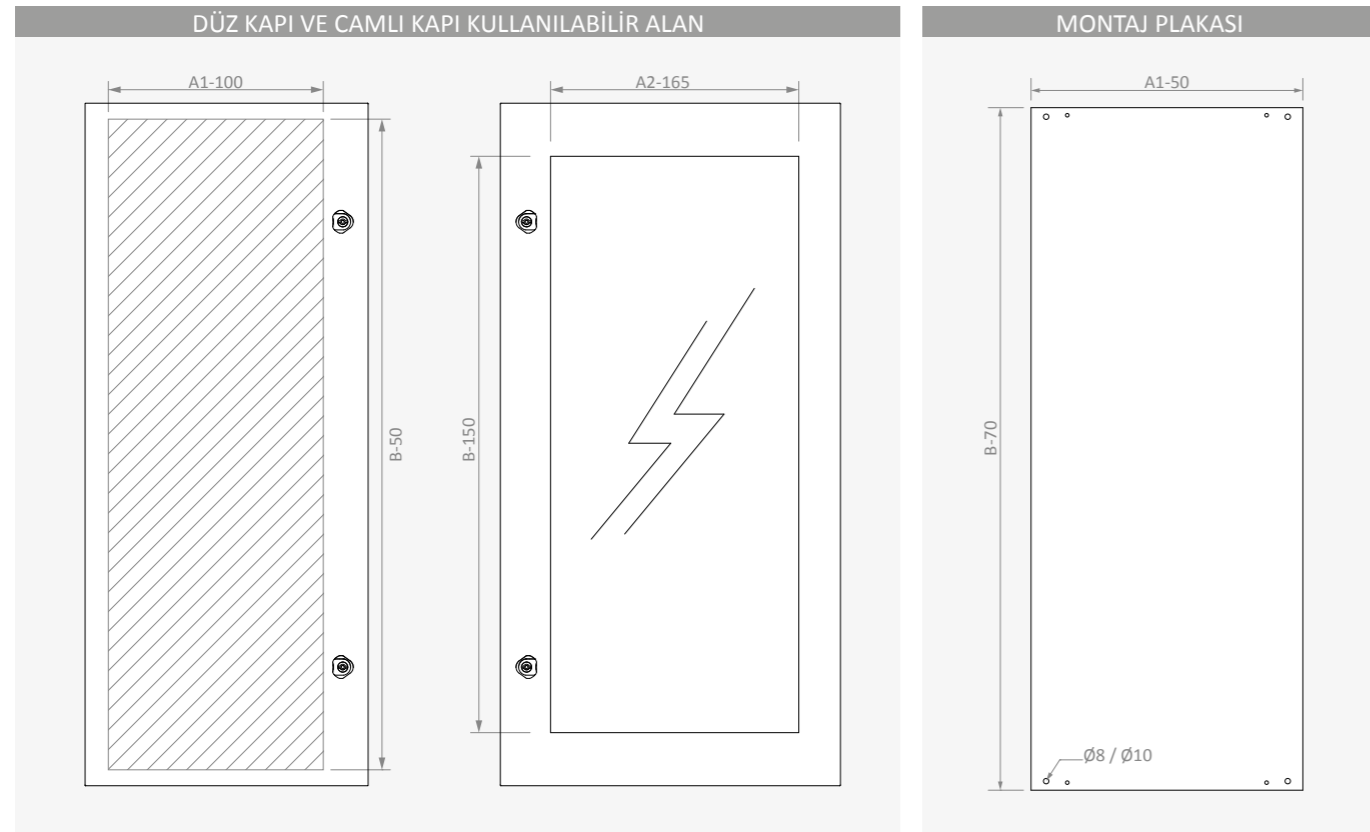 DÜZ KAPI VE CAMLI KAPI KULLANILABİLİR ALAN
A1-100
A2-165
B-50
B-150
MONTAJ PLAKASI
A1-50
B-70
Ø8 / Ø10